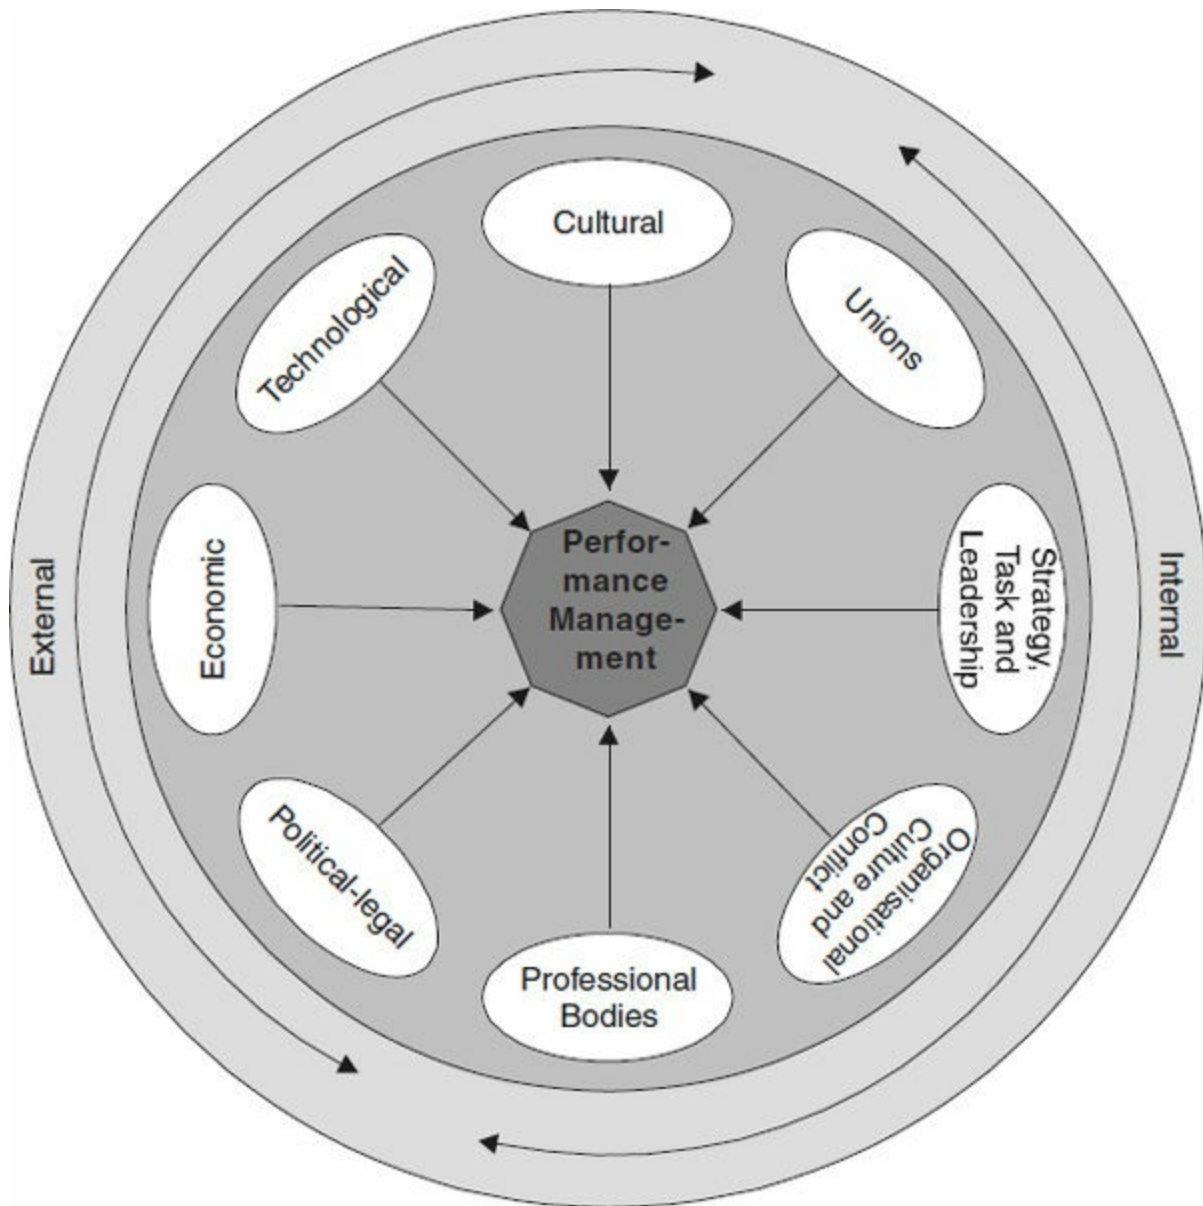 Cultural
Unions
Strategy,
Task and
Leadership
Organisational
Culture and
Conflict
Professional
Bodies
Political-legal
Economic
Technological
Perfor-
mance
Manage-
ment
External
Internal